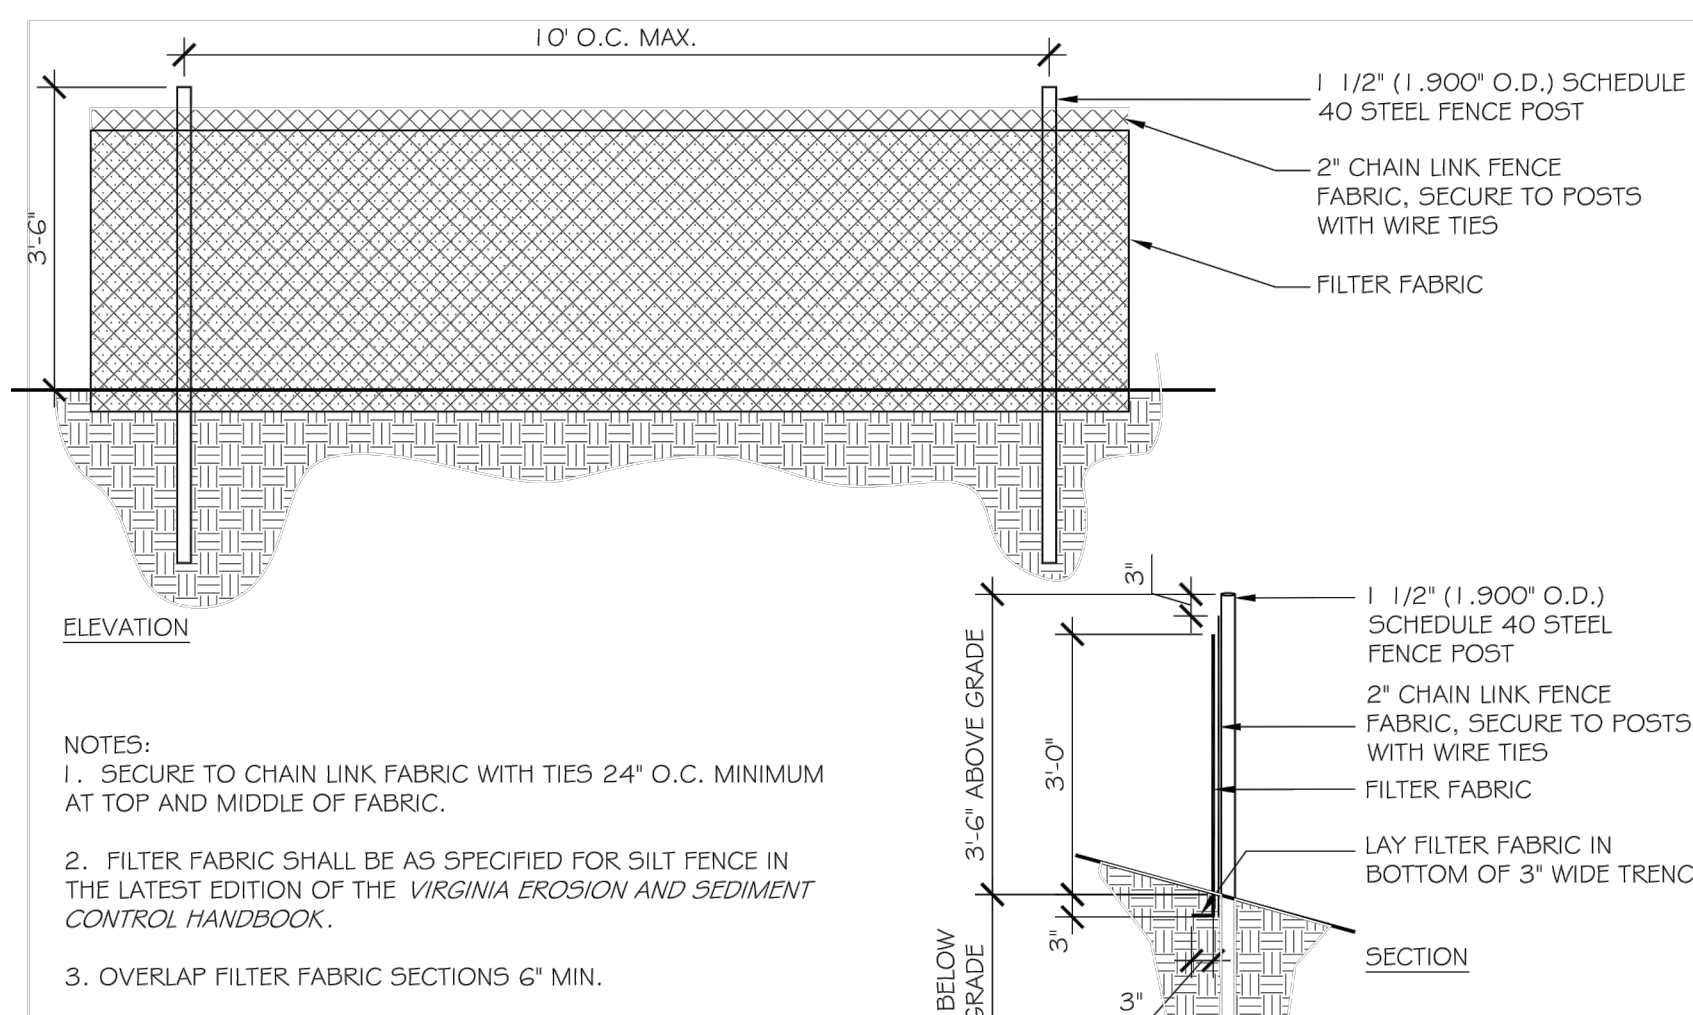 10' O.C. MAX.
3'-6"
1 1/2" (1.900" O.D.) SCHEDULE
40 STEEL FENCE POST
2" CHAIN LINK FENCE
FABRIC, SECURE TO POSTS
WITH WIRE TIES
FILTER FABRIC
ELEVATION
NOTES:
1. SECURE TO CHAIN LINK FABRIC WITH TIES 24" O.C. MINIMUM
AT TOP AND MIDDLE OF FABRIC.
2. FILTER FABRIC SHALL BE AS SPECIFIED FOR SILT FENCE IN
THE LATEST EDITION OF THE VIRGINIA EROSION AND SEDIMENT
CONTROL HANDBOOK.
3. OVERLAP FILTER FABRIC SECTIONS 6" MIN.
3"
3'-6" ABOVE GRADE
3'-0"
3"
BELOW
GRADE
3"
1 1/2" (1.900" O.D.)
SCHEDULE 40 STEEL
FENCE POST
2" CHAIN LINK FENCE
FABRIC, SECURE TO POSTS
WITH WIRE TIES
FILTER FABRIC
LAY FILTER FABRIC IN
BOTTOM OF 3" WIDE TRENC
SECTION